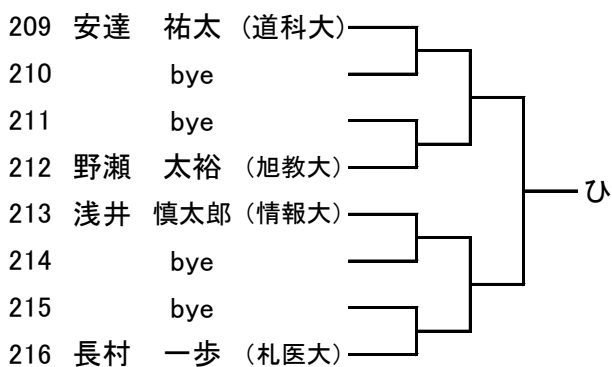 209 安達 祐太 (道科大)
210 bye
211 bye
212 野瀬 太裕 (旭教大)
213 浅井 慎太郎 (情報大)
214 bye
215 bye
216 長村 一歩 (札医大)
ひ